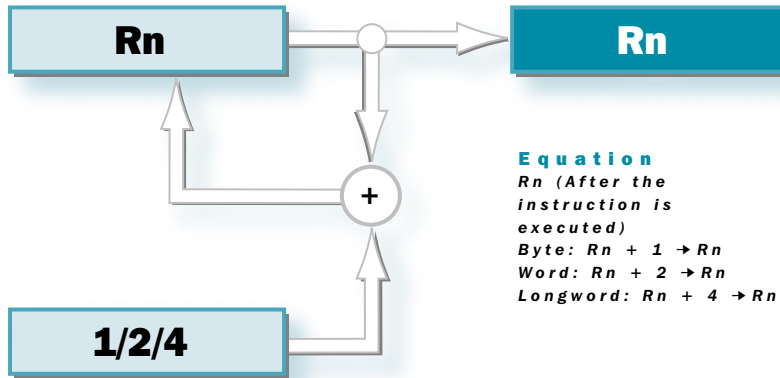 Rn
Rn
+
1/2/4
Equation
Rn (After the
instruction is
executed)
Byte: Rn + 1 → Rn
Word: Rn + 2 → Rn
Longword: Rn + 4 → Rn